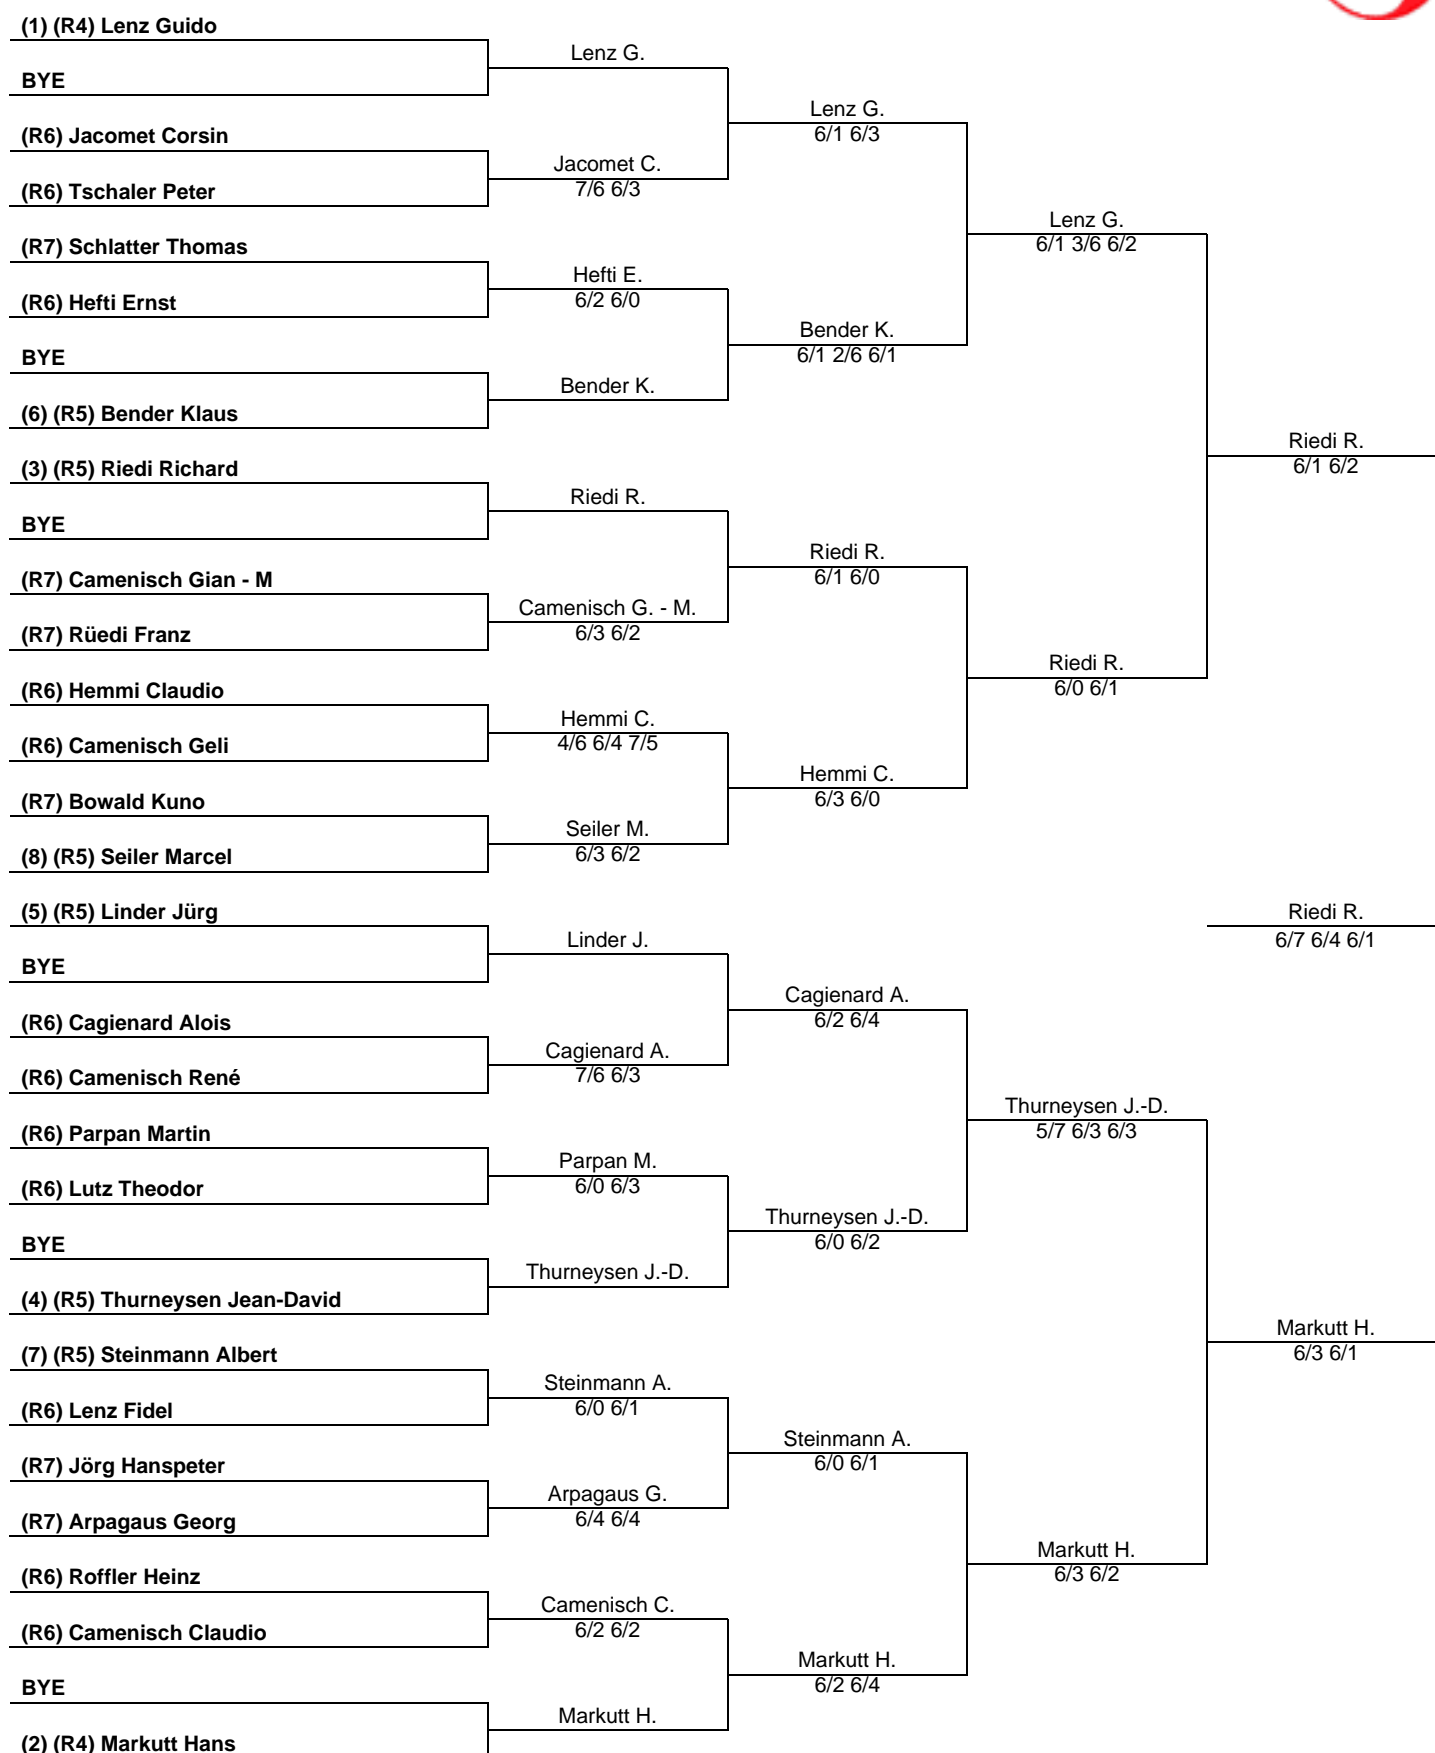 (1) (R4) Lenz Guido
BYE
(R6) Jacomet Corsin
(R6) Tschaler Peter
(R7) Schlatter Thomas
(R6) Hefti Ernst
BYE
(6) (R5) Bender Klaus
(3) (R5) Riedi Richard
BYE
(R7) Camenisch Gian - M
(R7) Rüedi Franz
(R6) Hemmi Claudio
(R6) Camenisch Geli
(R7) Bowald Kuno
(8) (R5) Seiler Marcel
(5) (R5) Linder Jürg
BYE
(R6) Cagienard Alois
(R6) Camenisch René
(R6) Parpan Martin
(R6) Lutz Theodor
BYE
(4) (R5) Thurneysen Jean-David
(7) (R5) Steinmann Albert
(R6) Lenz Fidel
(R7) Jörg Hanspeter
(R7) Arpagaus Georg
(R6) Roffler Heinz
(R6) Camenisch Claudio
BYE
(2) (R4) Markutt Hans
Lenz G.
Jacomet C.
7/6 6/3
Hefti E.
6/2 6/0
Bender K.
Riedi R.
Camenisch G. - M.
6/3 6/2
Hemmi C.
4/6 6/4 7/5
Seiler M.
6/3 6/2
Linder J.
Cagienard A.
7/6 6/3
Parpan M.
6/0 6/3
Thurneysen J.-D.
Steinmann A.
6/0 6/1
Arpagaus G.
6/4 6/4
Camenisch C.
6/2 6/2
Markutt H.
Lenz G.
6/1 6/3
Bender K.
6/1 2/6 6/1
Riedi R.
6/1 6/0
Hemmi C.
6/3 6/0
Cagienard A.
6/2 6/4
Thurneysen J.-D.
6/0 6/2
Steinmann A.
6/0 6/1
Markutt H.
6/2 6/4
Lenz G.
6/1 3/6 6/2
Riedi R.
6/0 6/1
Thurneysen J.-D.
5/7 6/3 6/3
Markutt H.
6/3 6/2
Riedi R.
6/1 6/2
Riedi R.
6/7 6/4 6/1
Markutt H.
6/3 6/1